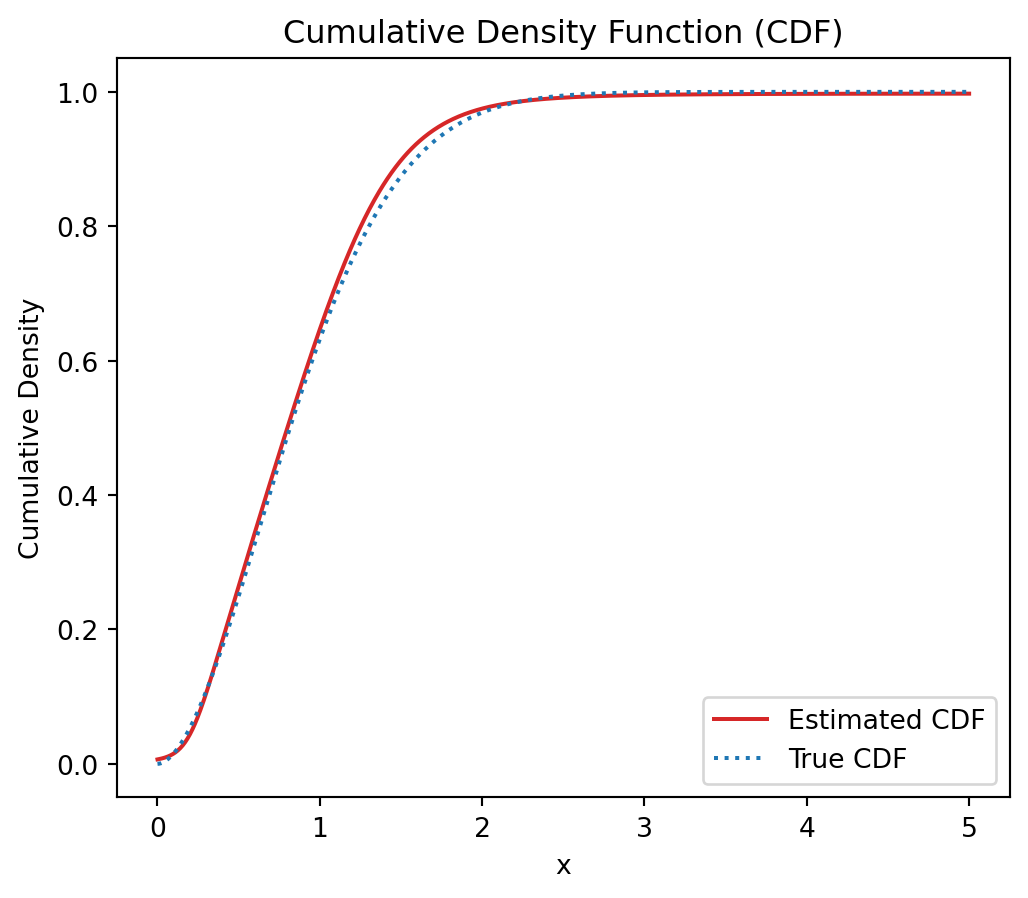 Cumulative Density Function (CDF)
Cumulative Density
1.0
0.8
0.6
0.4
0.2
0.0
0 1 2 3 4 5
x
Estimated CDF
True CDF